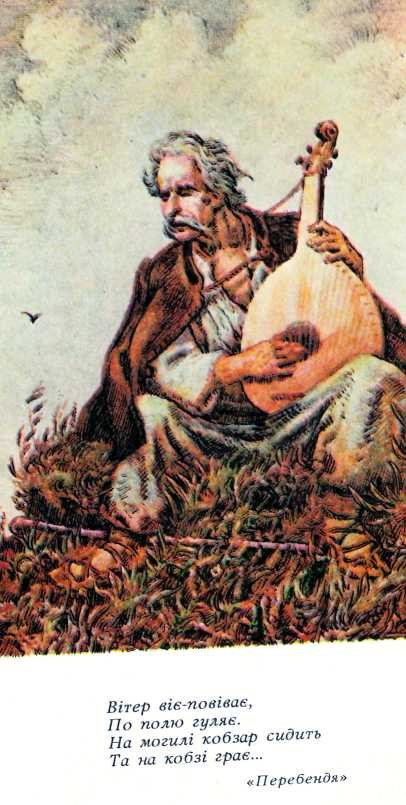 Вітер віє-повіває,
По полю гуляє.
На могилі кобзар сидить
Та на кобзі грає...
«Перебендя»